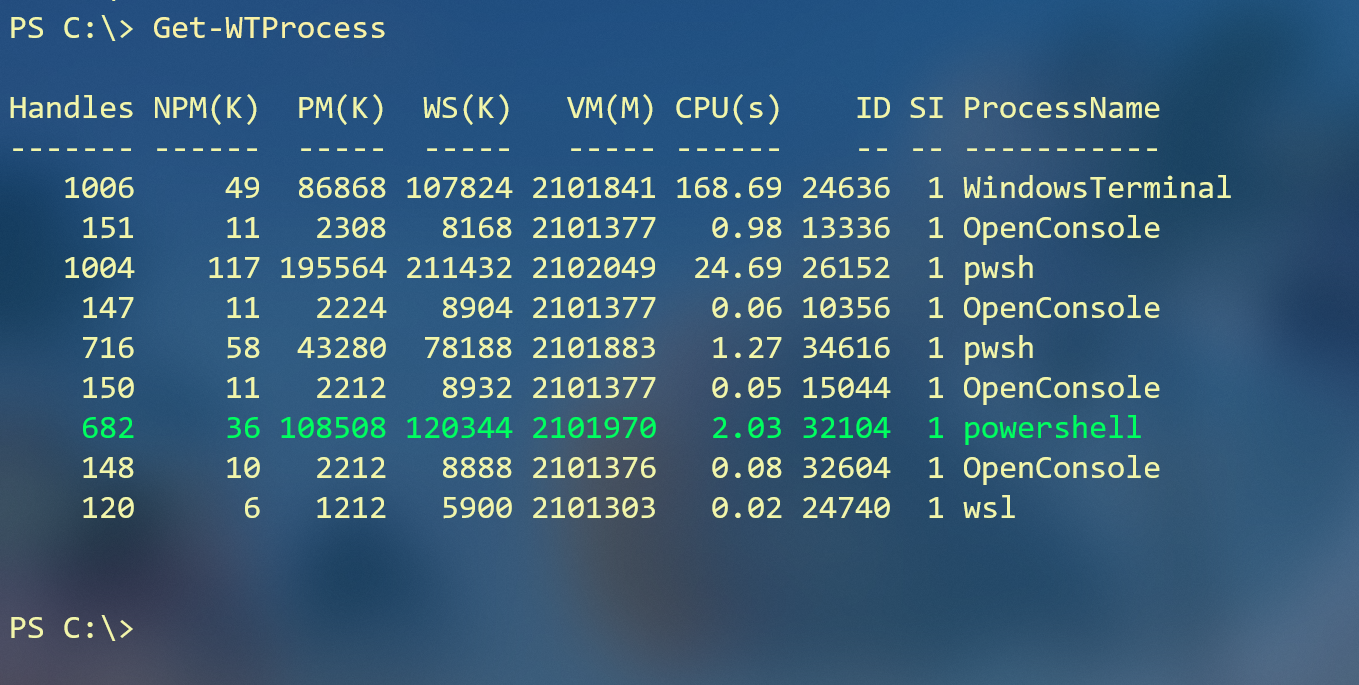 PS C:\> Get-WTProcess
Handles NPM(K)  PM(K)  WS(K)   VM(M) CPU(s)    ID SI ProcessName
------- ------  -----  -----   ----- ------    -- -- -----------
   1006     49  86868 107824 2101841 168.69 24636  1 WindowsTerminal
    151     11   2308   8168 2101377   0.98 13336  1 OpenConsole
   1004    117 195564 211432 2102049  24.69 26152  1 pwsh
    147     11   2224   8904 2101377   0.06 10356  1 OpenConsole
    716     58  43280  78188 2101883   1.27 34616  1 pwsh
    150     11   2212   8932 2101377   0.05 15044  1 OpenConsole
    682     36 108508 120344 2101970   2.03 32104  1 powershell
    148     10   2212   8888 2101376   0.08 32604  1 OpenConsole
    120      6   1212   5900 2101303   0.02 24740  1 wsl
PS C:\>